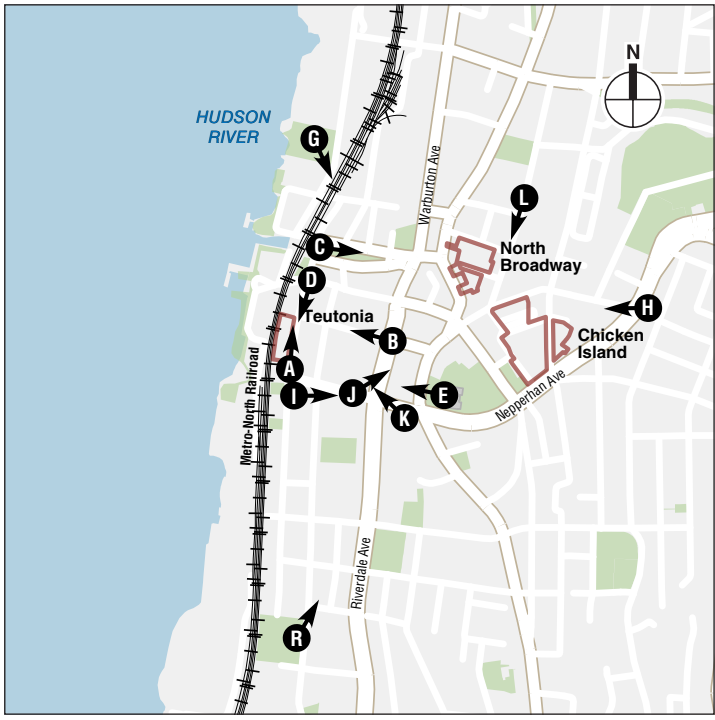 N
HUDSON
RIVER
G
Warburton Ave
L
C
North
Broadway
D
H
Teutonia
B
Chicken
Island
A
Metro-North Railroad
I
J
E
Nepperhan Ave
K
Riverdale Ave
R